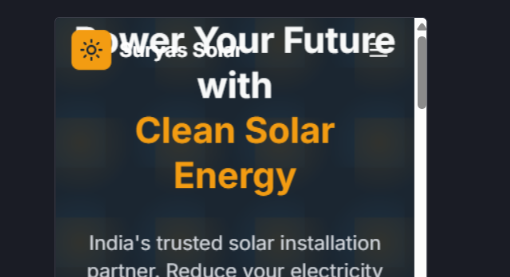 Power Your Future
Suryas Solar
with
Clean Solar
Energy
India's trusted solar installation
partner. Reduce your electricity